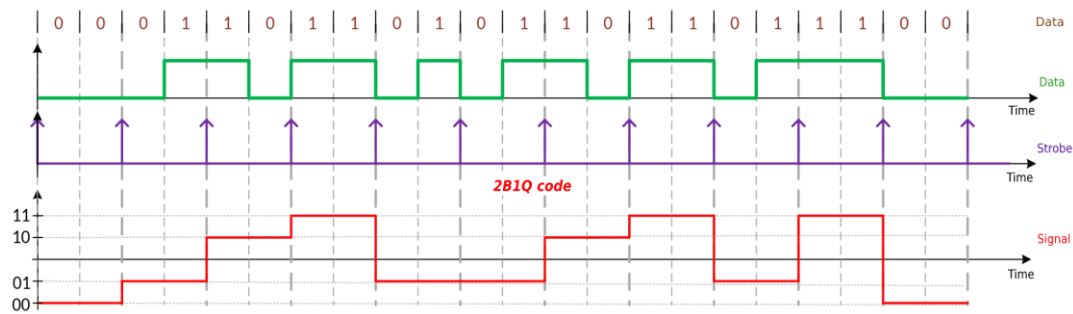 0 0 0 1 1 0 1 1 0 1 0 1 1 0 1 1 0 1 1 1 0 0 Data
Data
Time
Strobe
Time
2B1Q code
11
10
Signal
Time
01
00